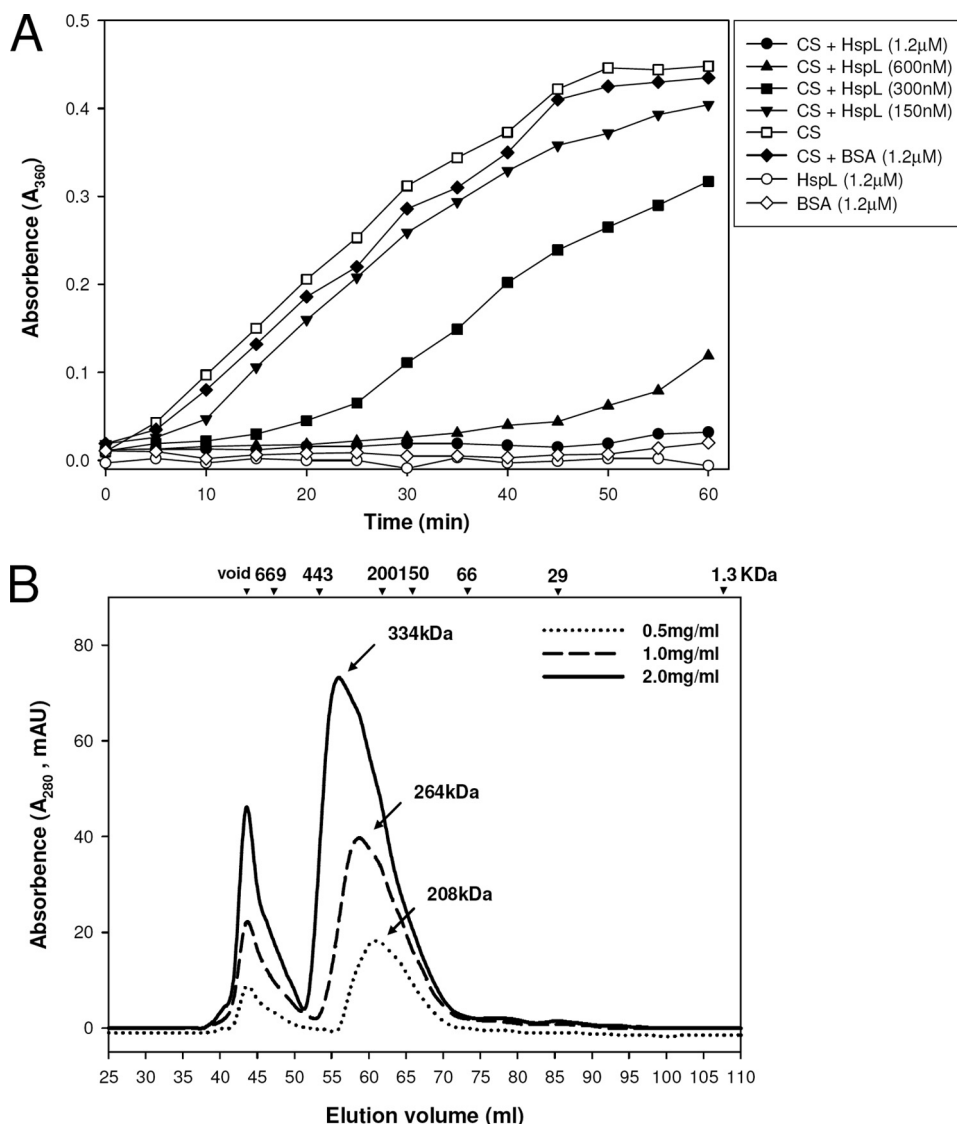 A
Absorbence (A360)
0.5
0.4
0.3
0.2
0.1
0.0
0 10 20 30 40 50 60
Time (min)
CS + HspL (1.2µM)
CS + HspL (600nM)
CS + HspL (300nM)
CS + HspL (150nM)
CS
CS + BSA (1.2µM)
HspL (1.2µM)
BSA (1.2µM)
B
void 669 443 200 150 66 29 1.3 KDa
Absorbence (A280 , mAU)
80
60
40
20
0
334kDa
264kDa
208kDa
0.5mg/ml
1.0mg/ml
2.0mg/ml
25 30 35 40 45 50 55 60 65 70 75 80 85 90 95 100 105 110
Elution volume (ml)